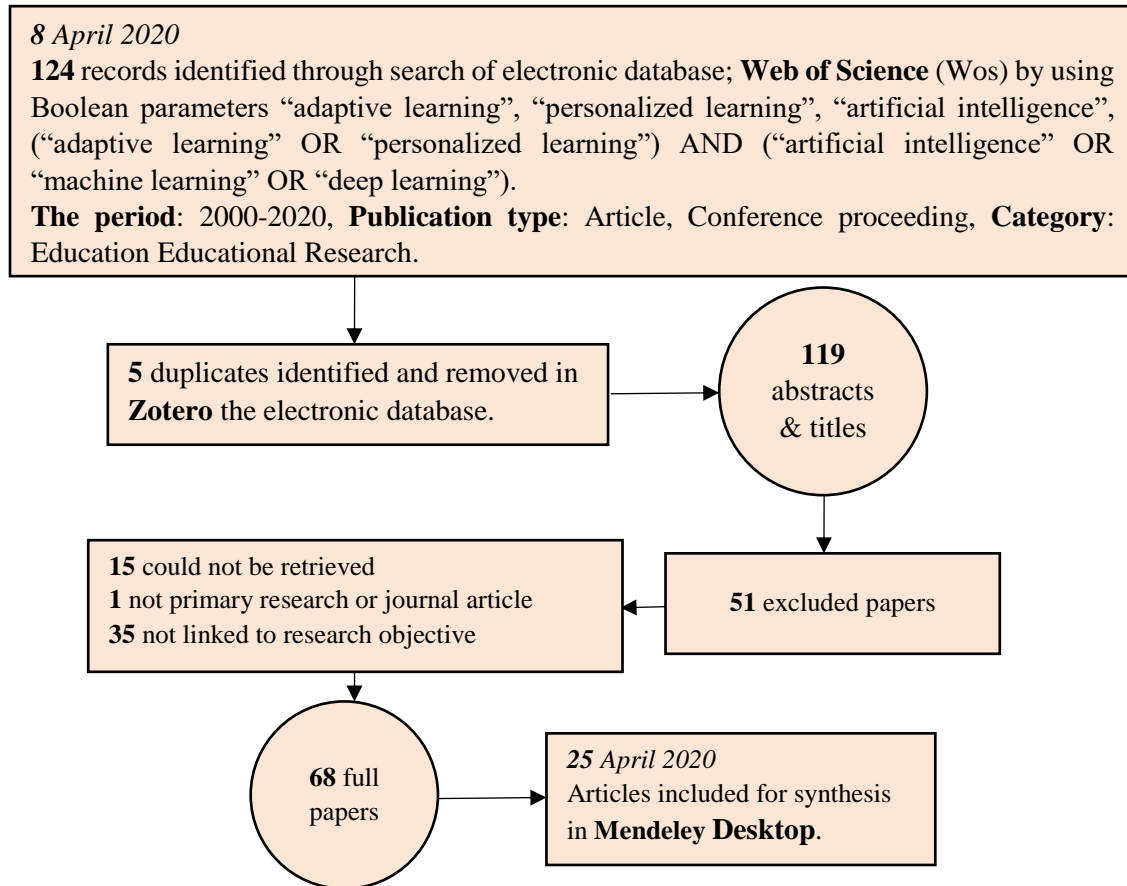 8 April 2020
124 records identified through search of electronic database; Web of Science (Wos) by using
Boolean parameters “adaptive learning”, “personalized learning”, “artificial intelligence”,
(“adaptive learning” OR “personalized learning”) AND (“artificial intelligence” OR
“machine learning” OR “deep learning”).
The period: 2000-2020, Publication type: Article, Conference proceeding, Category:
Education Educational Research.
5 duplicates identified and removed in
Zotero the electronic database.
119
abstracts
& titles
51 excluded papers
15 could not be retrieved
1 not primary research or journal article
35 not linked to research objective
68 full
papers
25 April 2020
Articles included for synthesis
in Mendeley Desktop.